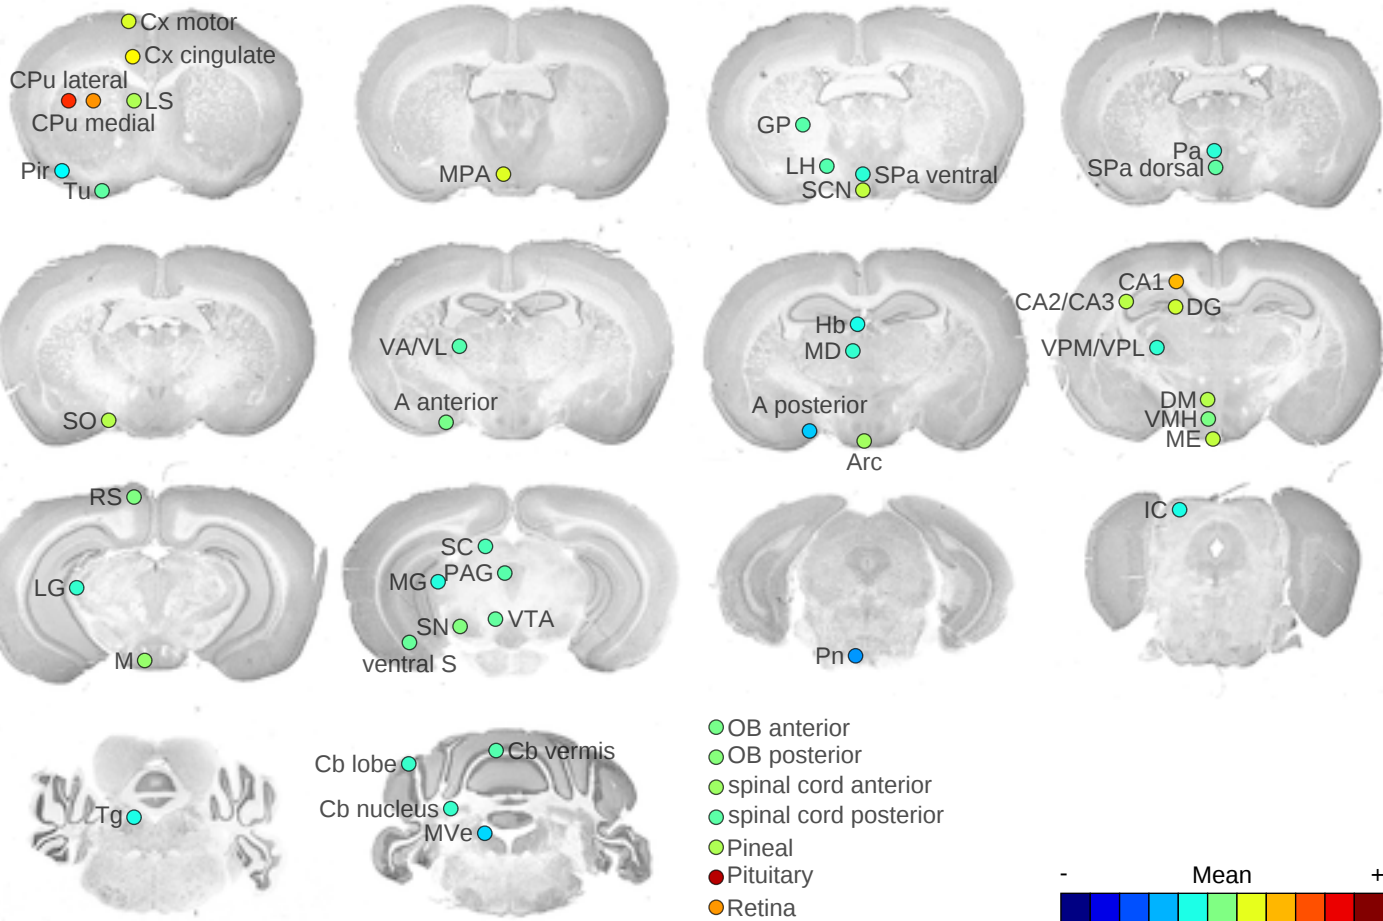 Cx motor
Cx cingulate
CPu lateral
LS
CPu medial
Pir
Tu
MPA
GP
LH
SPa ventral
SCN
Pa
SPa dorsal
SO
VA/VL
A anterior
Hb
MD
A posterior
Arc
CA1
CA2/CA3
DG
VPM/VPL
DM
VMH
ME
RS
LG
M
SC
MG
PAG
SN
VTA
ventral S
Pn
IC
Tg
Cb lobe
Cb vermis
Cb nucleus
MVe
OB anterior
OB posterior
spinal cord anterior
spinal cord posterior
Pineal
Pituitary
Retina
- Mean +